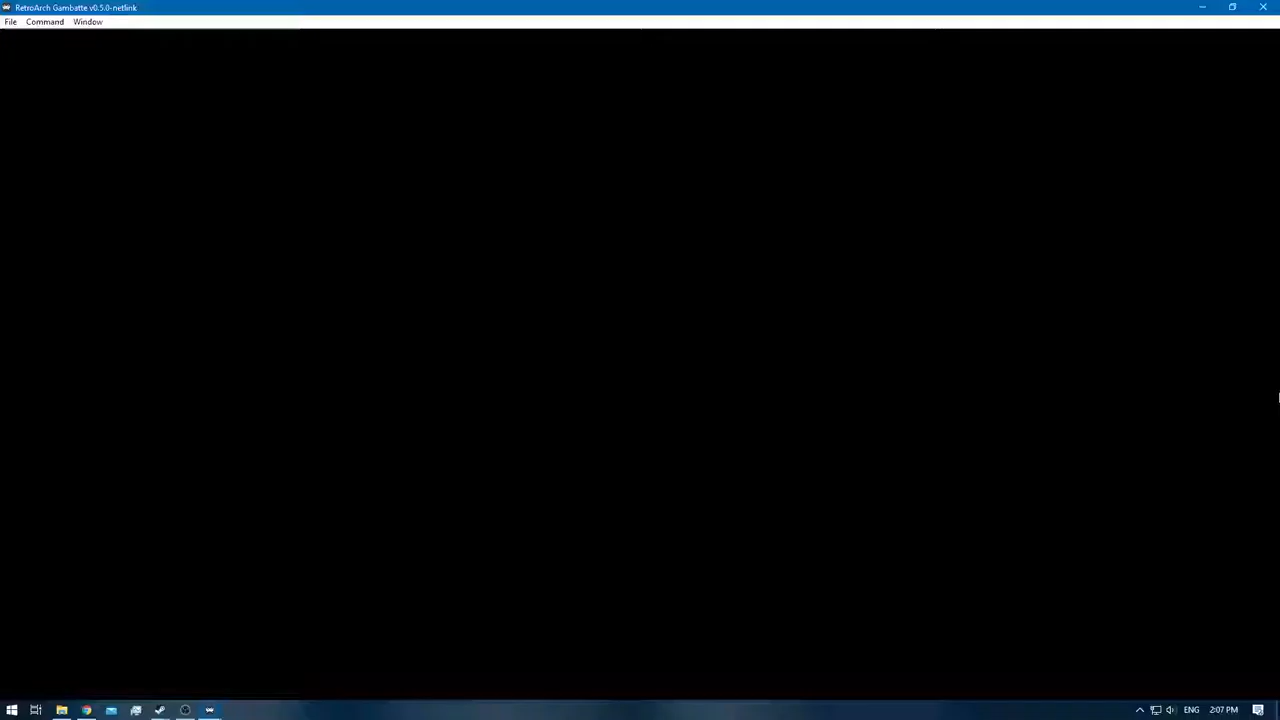 RetroArch Gambatte v0.5.0-netlink
File Command Window
ENG 2:07 PM